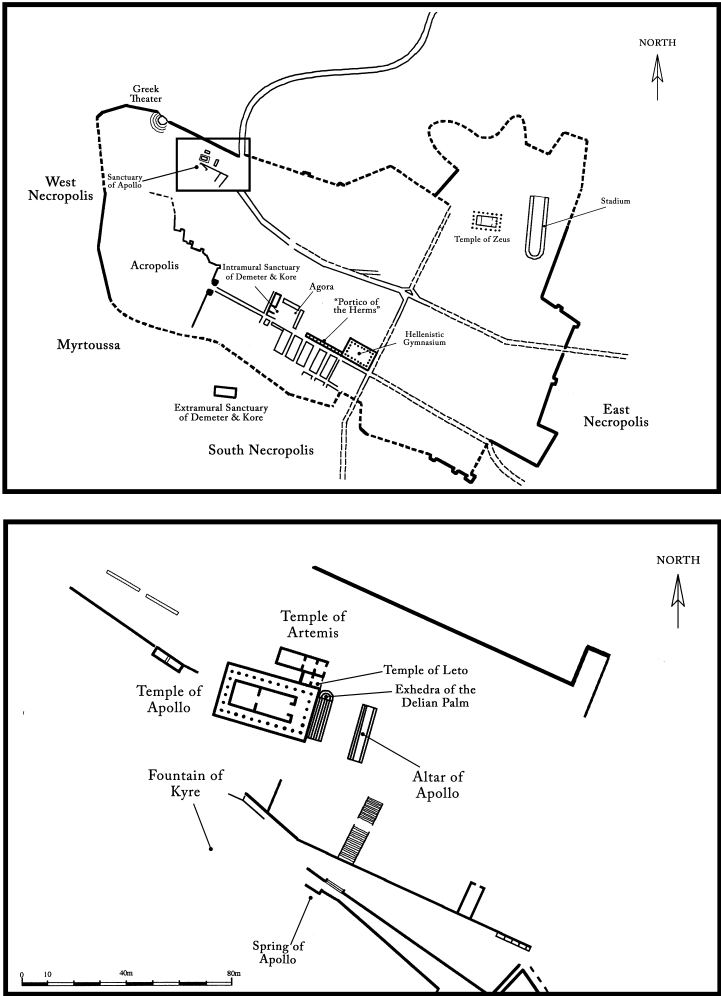 NORTH
Greek
Theater
West
Necropolis
Sanctuary
of Apollo
Stadium
Temple of Zeus
Acropolis
Intramural Sanctuary
of Demeter & Kore
Agora
"Portico of
the Herms"
Hellenistic
Gymnasium
Myrtoussa
Extramural Sanctuary
of Demeter & Kore
East
Necropolis
South Necropolis
NORTH
Temple of
Artemis
Temple of Leto
Temple of
Apollo
Exhedra of the
Delian Palm
Fountain of
Kyre
Altar of
Apollo
Spring of
Apollo
0 10 40m 80m